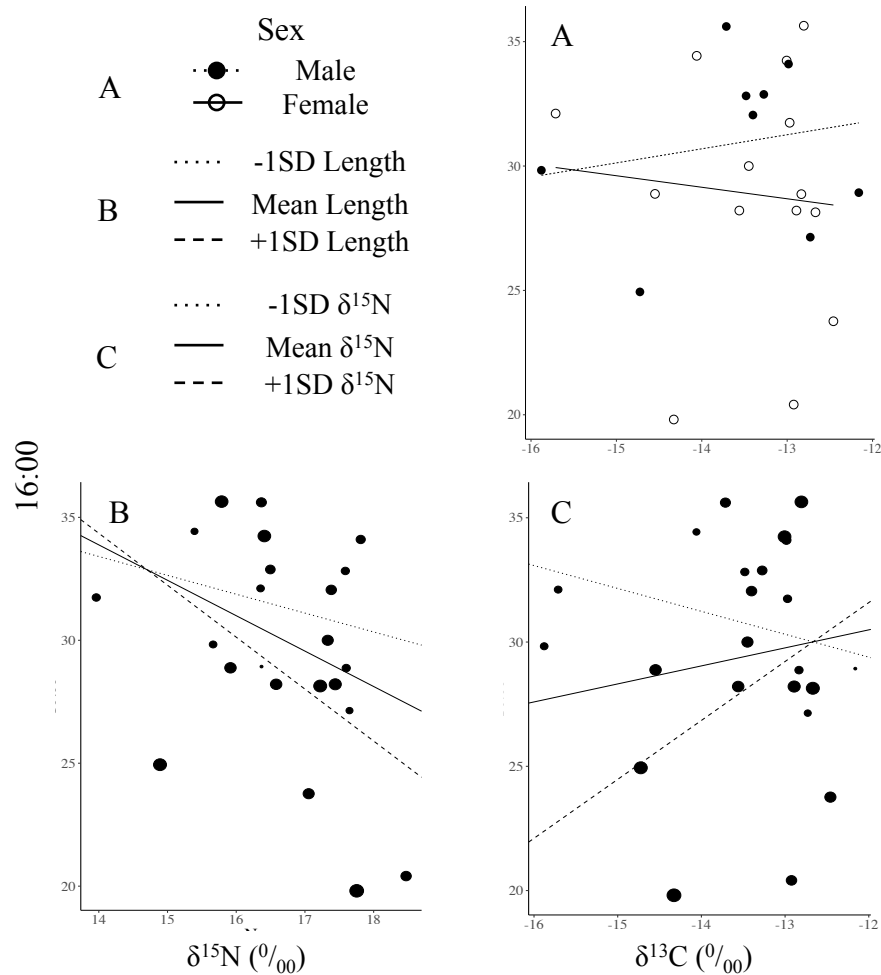 Sex
A
Male
Female
-1SD Length
B
Mean Length
+1SD Length
-1SD δ¹⁵N
C
Mean δ¹⁵N
+1SD δ¹⁵N
A
35
30
25
20
-16 -15 -14 -13 -12
16:00
B
35
30
25
20
14 15 16 17 18
δ¹⁵N (⁰/₀₀)
C
35
30
25
20
-16 -15 -14 -13 -12
δ¹³C (⁰/₀₀)